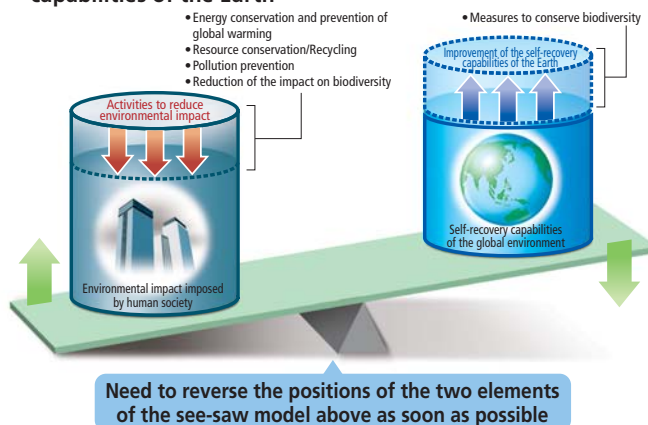 capabilities of the Earth
• Energy conservation and prevention of
global warming
• Resource conservation/Recycling
• Pollution prevention
• Reduction of the impact on biodiversity
• Measures to conserve biodiversity
Activities to reduce
environmental impact
Improvement of the self-recovery
capabilities of the Earth
Environmental impact imposed
by human society
Self-recovery capabilities
of the global environment
Need to reverse the positions of the two elements
of the see-saw model above as soon as possible